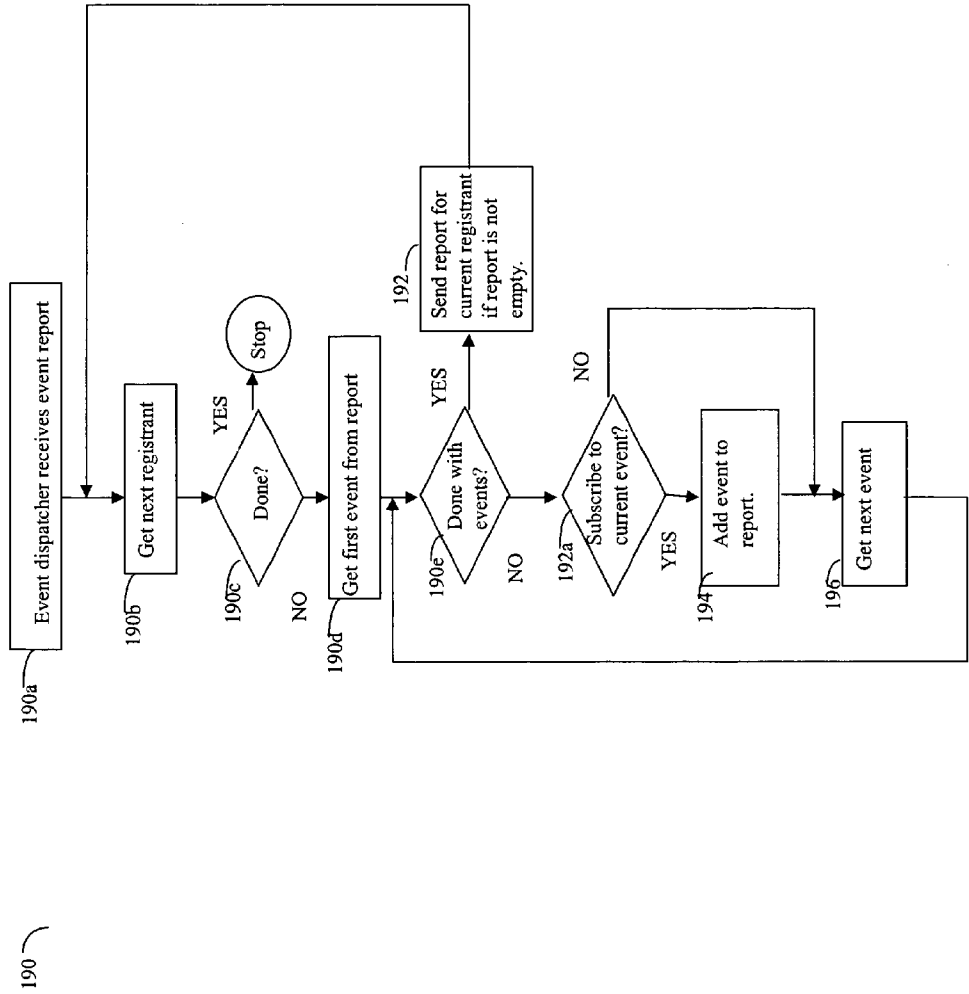 190
190a
Event dispatcher receives event report
190b
Get next registrant
190c
Done?
YES
Stop
NO
190d
Get first event from report
190e
Done with
events?
YES
192
Send report for
current registrant
if report is not
empty.
NO
192a
Subscribe to
current event?
NO
YES
194
Add event to
report.
196
Get next event